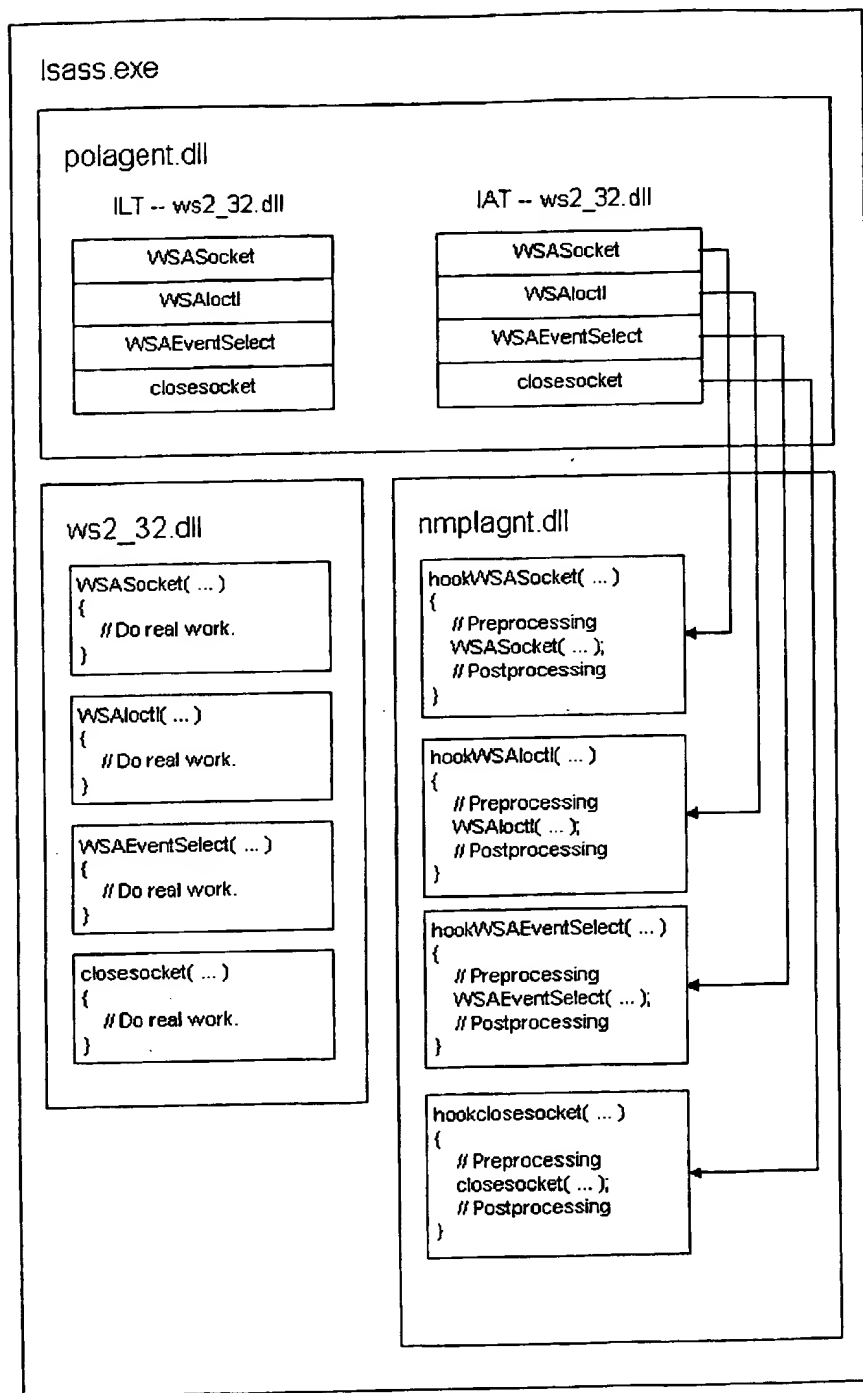 lsass.exe
polagent.dll
ILT -- ws2_32.dll
WSASocket
WSAIoctl
WSAEventSelect
closesocket
IAT -- ws2_32.dll
WSASocket
WSAIoctl
WSAEventSelect
closesocket
ws2_32.dll
WSASocket( ... )
{
// Do real work.
}
WSAIoctl( ... )
{
// Do real work.
}
WSAEventSelect( ... )
{
// Do real work.
}
closesocket( ... )
{
// Do real work.
}
nmplagnt.dll
hookWSASocket( ... )
{
// Preprocessing
WSASocket( ... );
// Postprocessing
}
hookWSAIoctl( ... )
{
// Preprocessing
WSAIoctl( ... );
// Postprocessing
}
hookWSAEventSelect( ... )
{
// Preprocessing
WSAEventSelect( ... );
// Postprocessing
}
hookclosesocket( ... )
{
// Preprocessing
closesocket( ... );
// Postprocessing
}